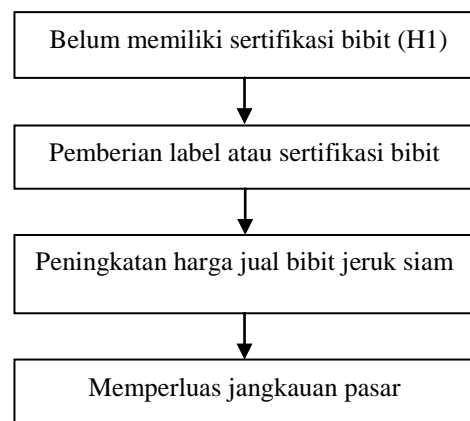 Belum memiliki sertifikasi bibit (H1)
Pemberian label atau sertifikasi bibit
Peningkatan harga jual bibit jeruk siam
Memperluas jangkauan pasar